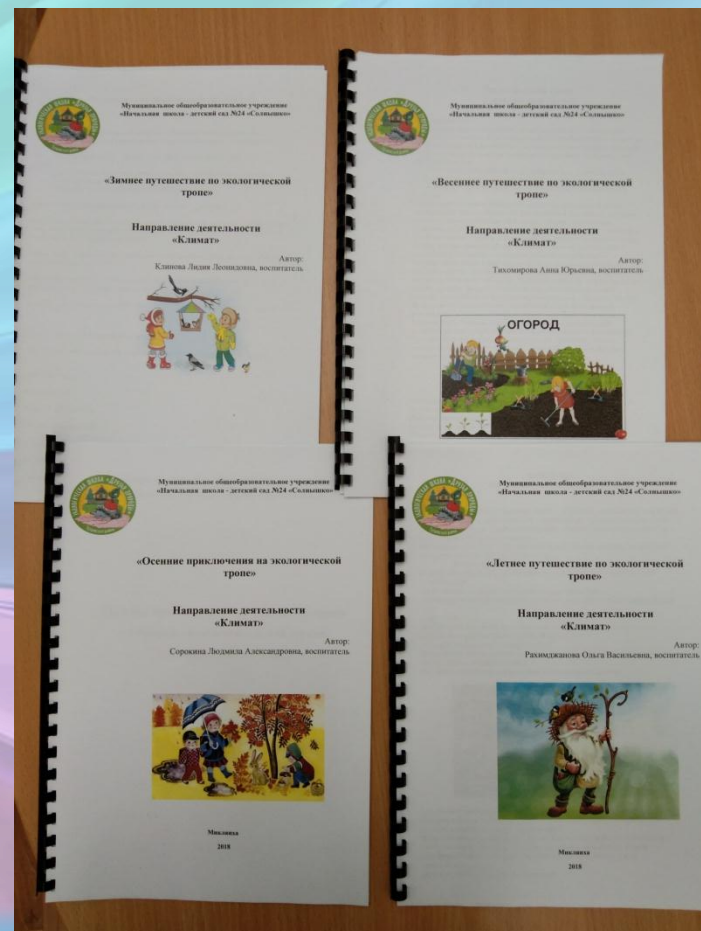 Муниципальное общеобразовательное учреждение
«Начальная школа - детский сад №24 «Солнышко»
«Зимнее путешествие по экологической
тропе»
Направление деятельности
«Климат»
Автор:
Климова Лидия Леонидовна, воспитатель
Муниципальное общеобразовательное учреждение
«Начальная школа - детский сад №24 «Солнышко»
«Весеннее путешествие по экологической
тропе»
Направление деятельности
«Климат»
Автор:
Тихомирова Анна Юрьевна, воспитатель
ОГОРОД
Муниципальное общеобразовательное учреждение
«Начальная школа - детский сад №24 «Солнышко»
«Осенние приключения на экологической
тропе»
Направление деятельности
«Климат»
Автор:
Сорокина Людмила Александровна, воспитатель
Микляиха
2018
Муниципальное общеобразовательное учреждение
«Начальная школа - детский сад №24 «Солнышко»
«Летнее путешествие по экологической
тропе»
Направление деятельности
«Климат»
Автор:
Рахимджанова Ольга Васильевна, воспитатель
Микляиха
2018